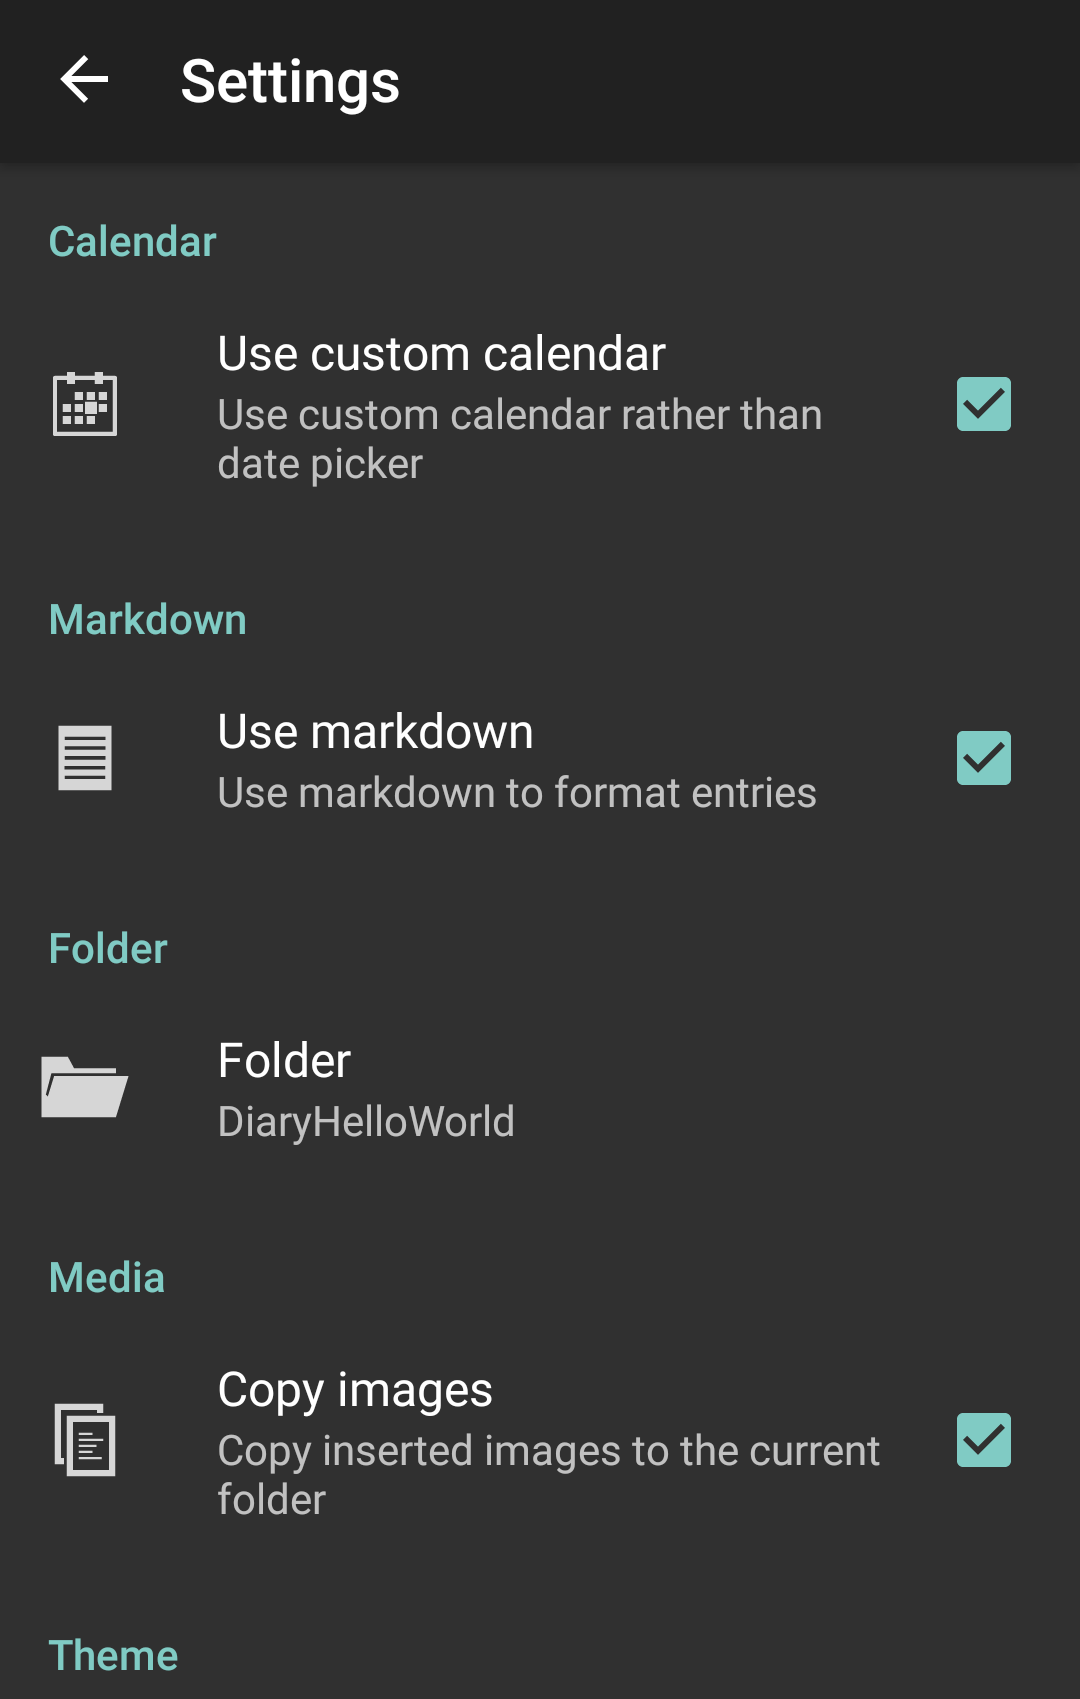 Settings
Calendar
Use custom calendar
Use custom calendar rather than
date picker
Markdown
Use markdown
Use markdown to format entries
Folder
Folder
DiaryHelloWorld
Media
Copy images
Copy inserted images to the current
folder
Theme